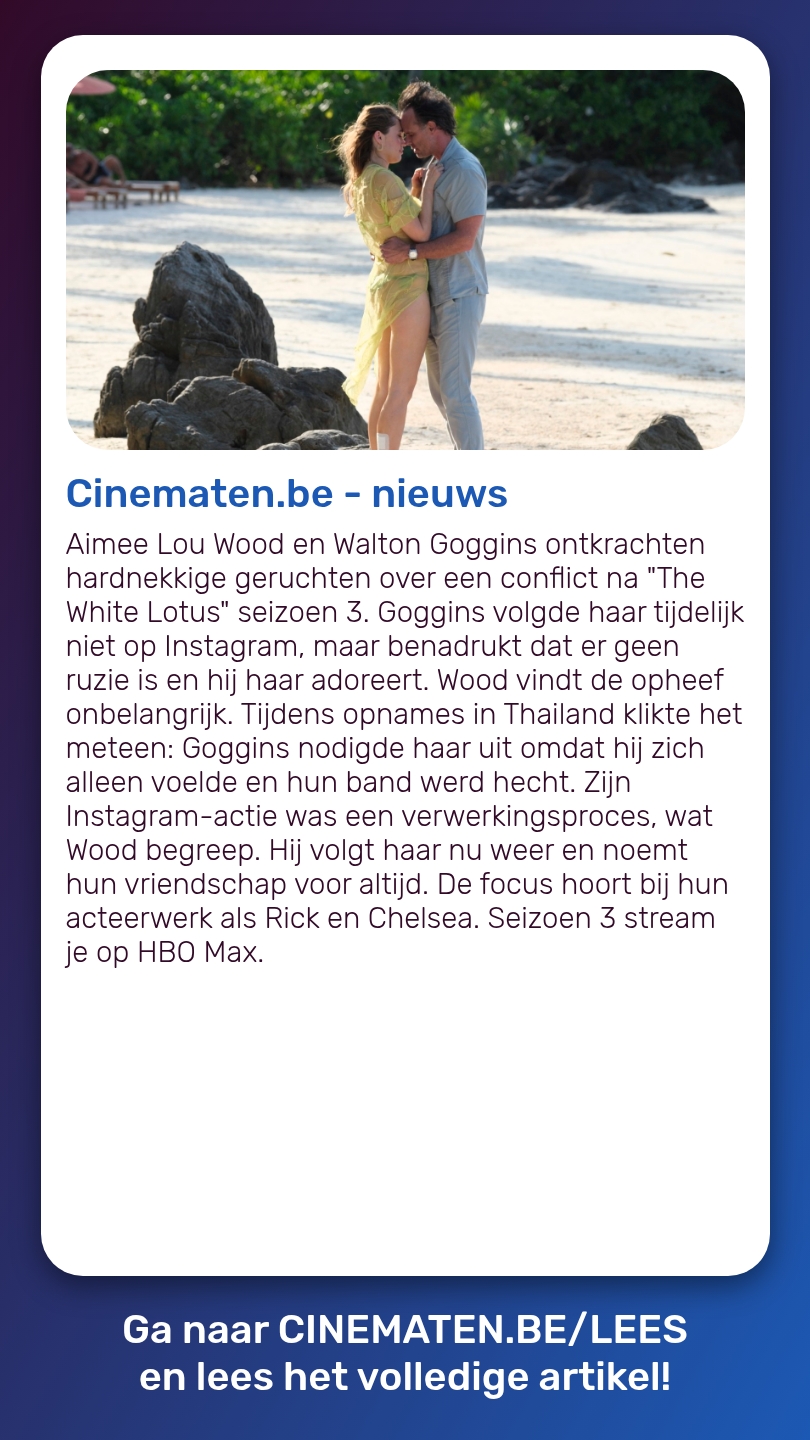 Cinematen.be - nieuws
Aimee Lou Wood en Walton Goggins ontkrachten
hardnekkige geruchten over een conflict na "The
White Lotus" seizoen 3. Goggins volgde haar tijdelijk
niet op Instagram, maar benadrukt dat er geen
ruzie is en hij haar adoreert. Wood vindt de opheef
onbelangrijk. Tijdens opnames in Thailand klikte het
meteen: Goggins nodigde haar uit omdat hij zich
alleen voelde en hun band werd hecht. Zijn
Instagram-actie was een verwerkingsproces, wat
Wood begreep. Hij volgt haar nu weer en noemt
hun vriendschap voor altijd. De focus hoort bij hun
acteerwerk als Rick en Chelsea. Seizoen 3 stream
je op HBO Max.
Ga naar CINEMATEN.BE/LEES
en lees het volledige artikel!